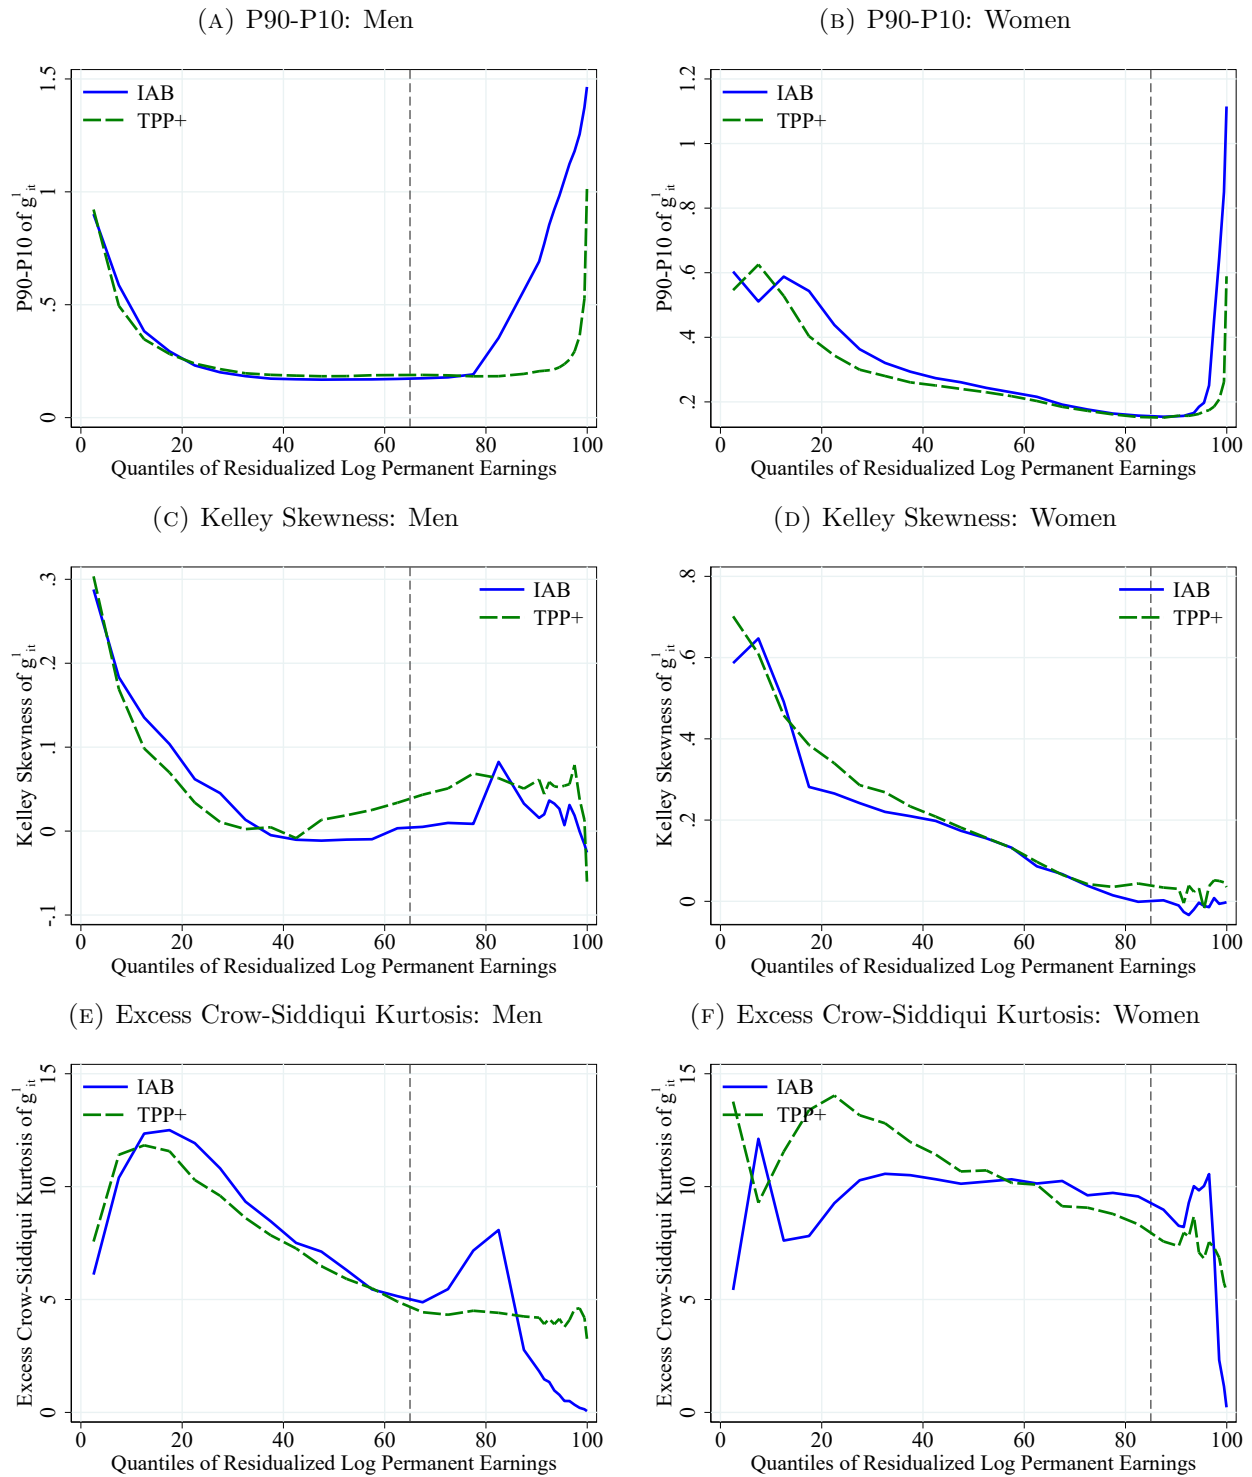 (A) P90-P10: Men
P90-P10 of g¹ᵢₜ
1.5
1
.5
0
IAB
TPP+
0 20 40 60 80 100
Quantiles of Residualized Log Permanent Earnings
(B) P90-P10: Women
P90-P10 of g¹ᵢₜ
1.2
1
.8
.6
.4
.2
IAB
TPP+
0 20 40 60 80 100
Quantiles of Residualized Log Permanent Earnings
(C) Kelley Skewness: Men
Kelley Skewness of g¹ᵢₜ
.3
.2
.1
0
-.1
IAB
TPP+
0 20 40 60 80 100
Quantiles of Residualized Log Permanent Earnings
(D) Kelley Skewness: Women
Kelley Skewness of g¹ᵢₜ
.8
.6
.4
.2
0
IAB
TPP+
0 20 40 60 80 100
Quantiles of Residualized Log Permanent Earnings
(E) Excess Crow-Siddiqui Kurtosis: Men
Excess Crow-Siddiqui Kurtosis of g¹ᵢₜ
15
10
5
0
IAB
TPP+
0 20 40 60 80 100
Quantiles of Residualized Log Permanent Earnings
(F) Excess Crow-Siddiqui Kurtosis: Women
Excess Crow-Siddiqui Kurtosis of g¹ᵢₜ
15
10
5
0
IAB
TPP+
0 20 40 60 80 100
Quantiles of Residualized Log Permanent Earnings